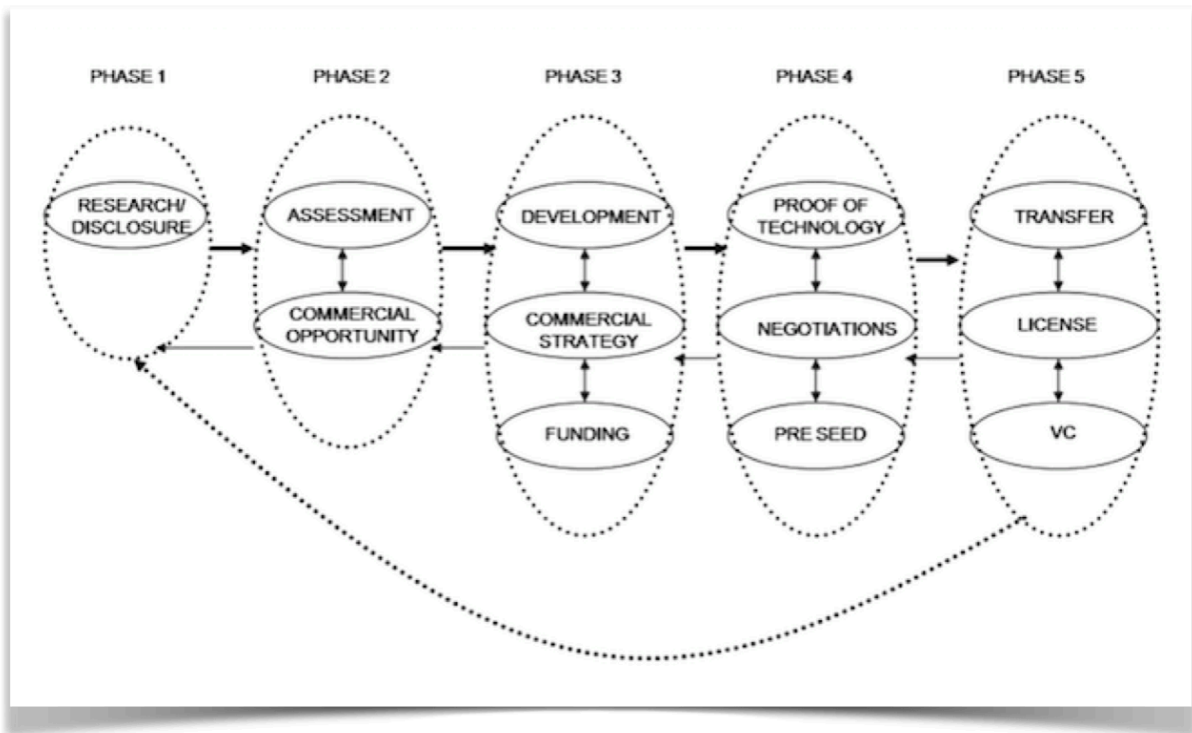 PHASE 1
PHASE 2
PHASE 3
PHASE 4
PHASE 5
RESEARCH/
DISCLOSURE
ASSESSMENT
COMMERCIAL
OPPORTUNITY
DEVELOPMENT
COMMERCIAL
STRATEGY
FUNDING
PROOF OF
TECHNOLOGY
NEGOTIATIONS
PRE SEED
TRANSFER
LICENSE
VC